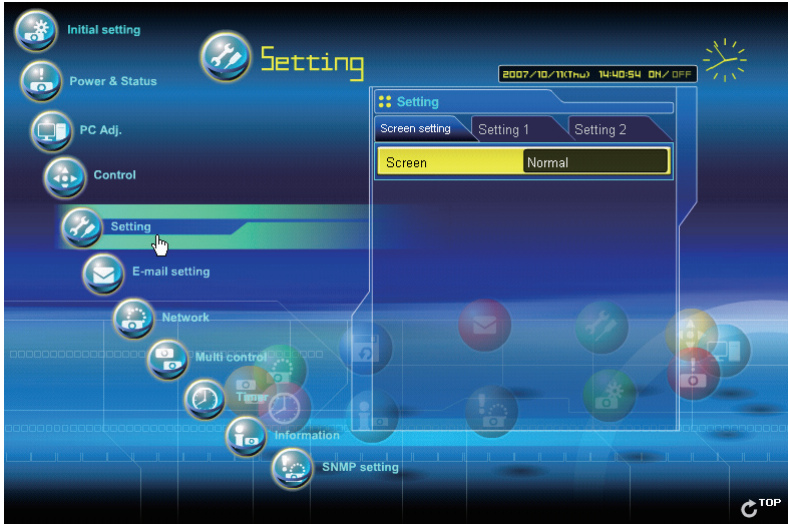 Initial setting
Power & Status
PC Adj.
Control
Setting
E-mail setting
Network
Multi control
Timer
Information
SNMP setting
Setting
2007/10/11(Thu) 14:40:54 ON/OFF
Setting
Screen setting Setting 1 Setting 2
Screen Normal
TOP